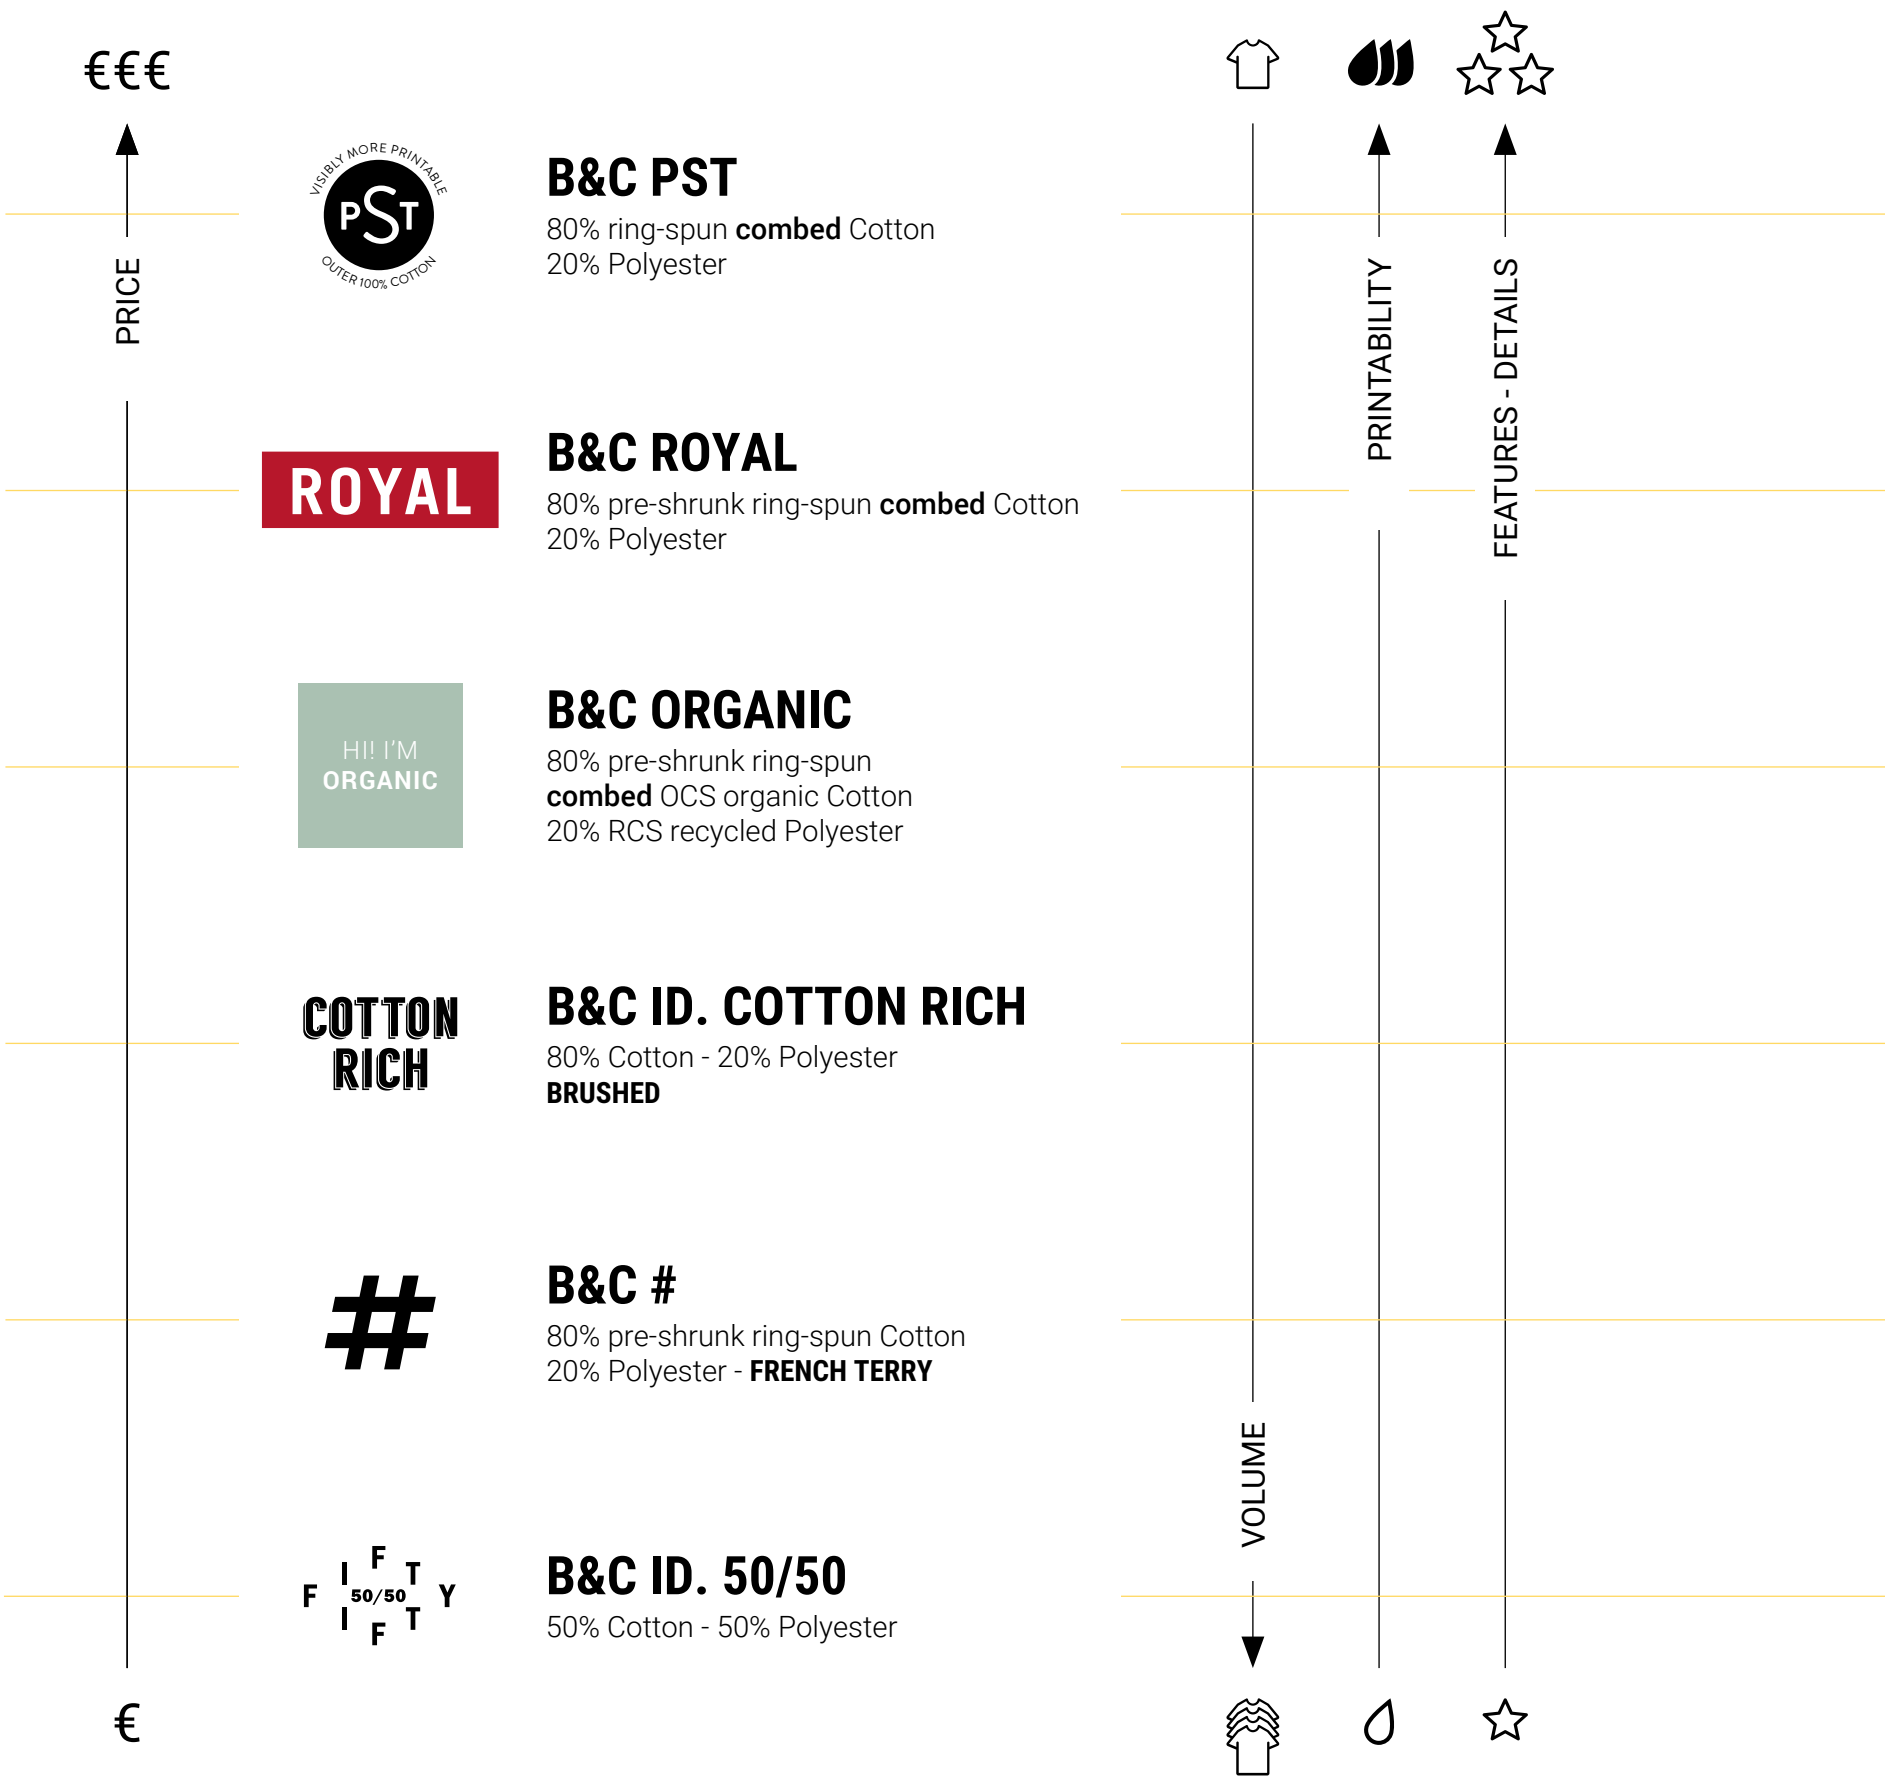 €€€
PRICE
€
VISIBLY MORE PRINTABLE
PST
OUTER 100% COTTON
B&C PST
80% ring-spun combed Cotton
20% Polyester
ROYAL
B&C ROYAL
80% pre-shrunk ring-spun combed Cotton
20% Polyester
HI! I'M
ORGANIC
B&C ORGANIC
80% pre-shrunk ring-spun
combed OCS organic Cotton
20% RCS recycled Polyester
COTTON
RICH
B&C ID. COTTON RICH
80% Cotton - 20% Polyester
BRUSHED
#
B&C #
80% pre-shrunk ring-spun Cotton
20% Polyester - FRENCH TERRY
FIFTY
50/50
FIFTY
B&C ID. 50/50
50% Cotton - 50% Polyester
VOLUME
PRINTABILITY
FEATURES - DETAILS